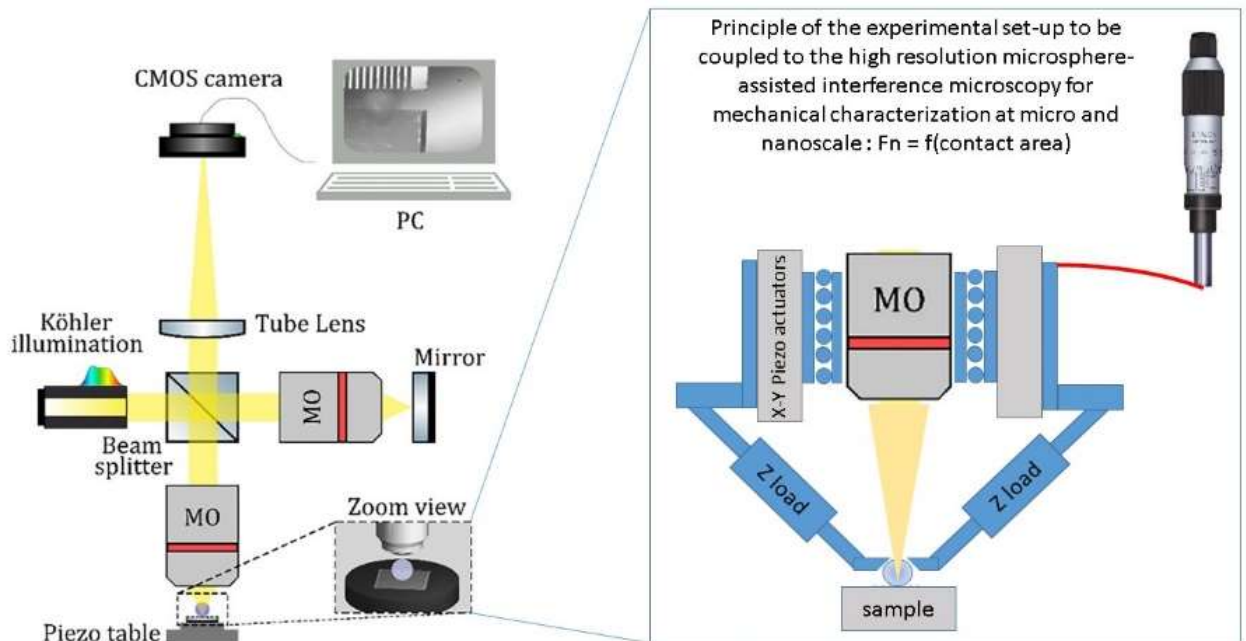 CMOS camera
PC
Köhler
illumination
Tube Lens
Mirror
MO
Beam
splitter
MO
Zoom view
Piezo table
Principle of the experimental set-up to be
coupled to the high resolution microsphere-
assisted interference microscopy for
mechanical characterization at micro and
nanoscale : Fn = f(contact area)
X-Y Piezo actuators
MO
Z load
Z load
sample